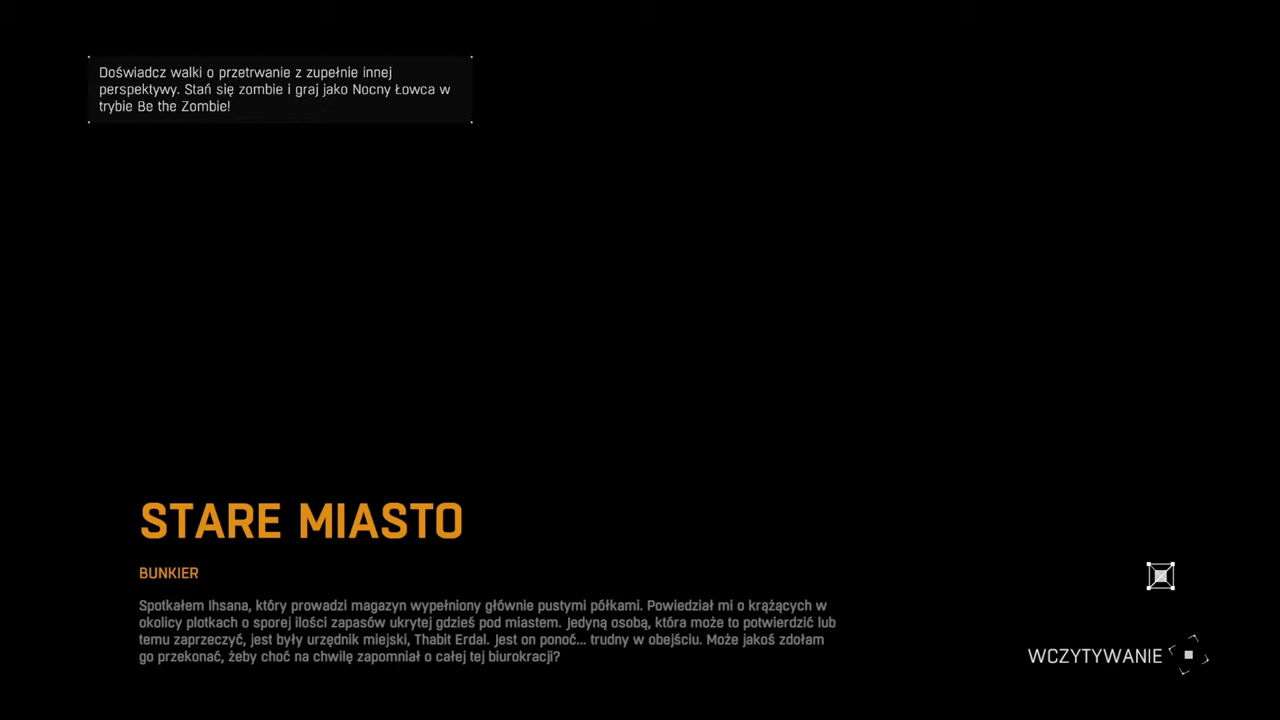 Doświadcz walki o przetrwanie z zupełnie innej
perspektywy. Stań się zombie i graj jako Nocny Łowca w
trybie Be the Zombie!
STARE MIASTO
BUNKIER
Spotkałem Ihsana, który prowadzi magazyn wypełniony głównie pustymi półkami. Powiedział mi o krążących w
okolicy plotkach o sporej ilości zapasów ukrytej gdzieś pod miastem. Jedyną osobą, która może to potwierdzić lub
temu zaprzeczyć, jest były urzędnik miejski, Thabit Erdal. Jest on ponoć... trudny w obejściu. Może jakoś zdołam
go przekonać, żeby choć na chwilę zapomniał o całej tej biurokracji?
WCZYTYWANIE